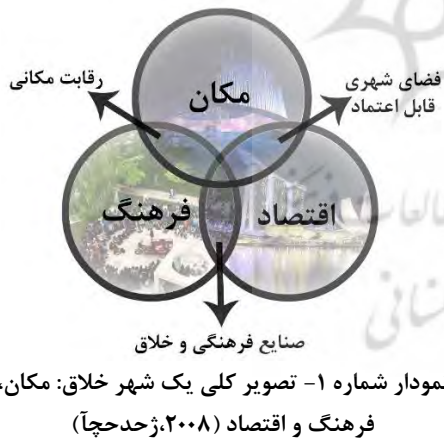 مکان
رقابت مکانی
فضای شهری
قابل اعتماد
فرهنگ
اقتصاد
صنایع فرهنگی و خلاق
نمودار شماره ۱- تصویر کلی یک شهر خلاق: مکان،
فرهنگ و اقتصاد (۲۰۰۸،ژحدحچآ)